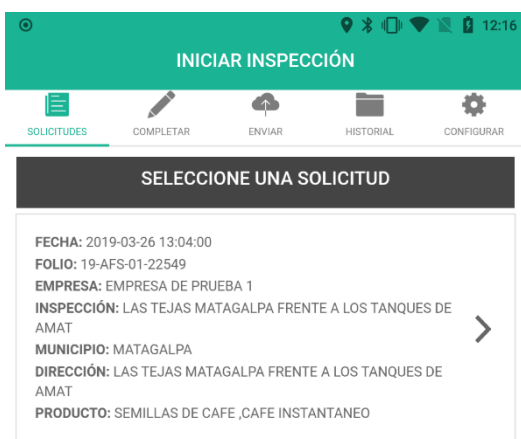 12:16
INICIAR INSPECCIÓN
SOLICITUDES COMPLETAR ENVIAR HISTORIAL CONFIGURAR
SELECCIONE UNA SOLICITUD
FECHA: 2019-03-26 13:04:00
FOLIO: 19-AFS-01-22549
EMPRESA: EMPRESA DE PRUEBA 1
INSPECCIÓN: LAS TEJAS MATAGALPA FRENTE A LOS TANQUES DE
AMAT
MUNICIPIO: MATAGALPA
DIRECCIÓN: LAS TEJAS MATAGALPA FRENTE A LOS TANQUES DE
AMAT
PRODUCTO: SEMILLAS DE CAFE ,CAFE INSTANTANEO